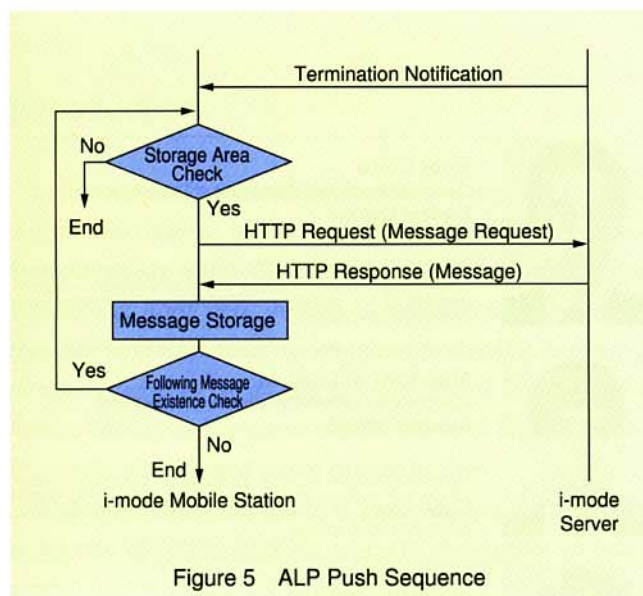 Termination Notification
No
Storage Area
Check
Yes
End
HTTP Request (Message Request)
HTTP Response (Message)
Message Storage
Yes
Following Message
Existence Check
No
End
i-mode Mobile Station
i-mode
Server
Figure 5 ALP Push Sequence